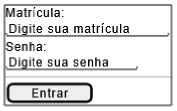 Matrícula:
Digite sua matrícula
Senha:
Digite sua senha
Entrar